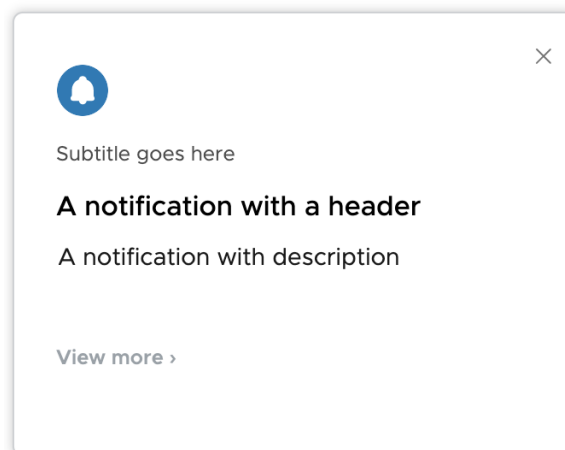 Subtitle goes here
A notification with a header
A notification with description
View more ›